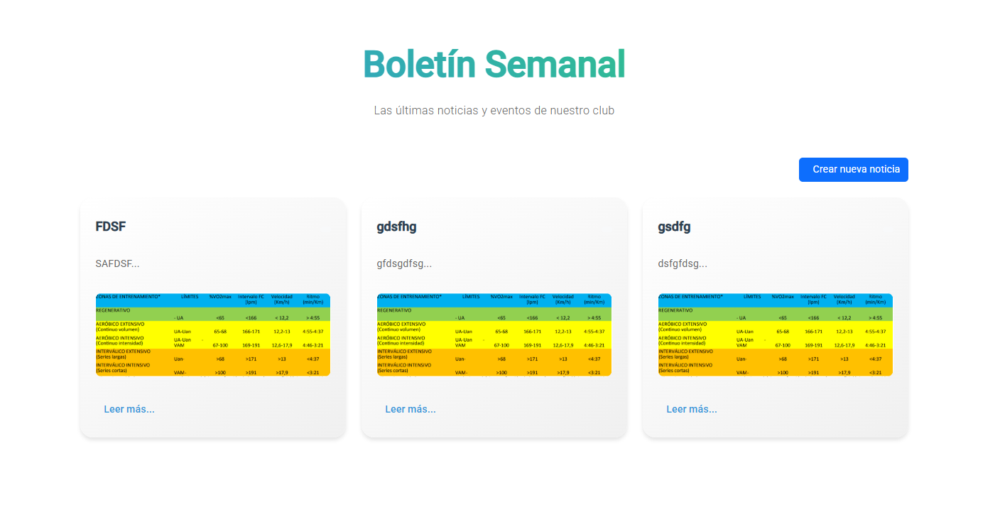 Boletín Semanal
Las últimas noticias y eventos de nuestro club
Crear nueva noticia
FDSF
SAFDSF...
ZONAS DE ENTRENAMIENTO* LÍMITES %VO2max Intervalo FC (lpm) Velocidad (Km/h) Ritmo (min/Km)
REGENERATIVO
- UA <65 <166 < 12,2 > 4:55
AERÓBICO EXTENSIVO
(Continuo volumen) UA-Uan 65-68 166-171 12,2-13 4:55-4:37
AERÓBICO INTENSIVO UA-Uan -
(Continuo intensidad) VAM 67-100 169-191 12,6-17,9 4:46-3:21
INTERVÁLICO EXTENSIVO
(Series largas) Uan- >68 >171 >13 <4:37
INTERVÁLICO INTENSIVO
(Series cortas) VAM- >100 >191 >17,9 <3:21
Leer más...
gdsfhg
gfdsgdfsg...
ZONAS DE ENTRENAMIENTO* LÍMITES %VO2max Intervalo FC (lpm) Velocidad (Km/h) Ritmo (min/Km)
REGENERATIVO
- UA <65 <166 < 12,2 > 4:55
AERÓBICO EXTENSIVO
(Continuo volumen) UA-Uan 65-68 166-171 12,2-13 4:55-4:37
AERÓBICO INTENSIVO UA-Uan -
(Continuo intensidad) VAM 67-100 169-191 12,6-17,9 4:46-3:21
INTERVÁLICO EXTENSIVO
(Series largas) Uan- >68 >171 >13 <4:37
INTERVÁLICO INTENSIVO
(Series cortas) VAM- >100 >191 >17,9 <3:21
Leer más...
gsdfg
dsfgfdsg...
ZONAS DE ENTRENAMIENTO* LÍMITES %VO2max Intervalo FC (lpm) Velocidad (Km/h) Ritmo (min/Km)
REGENERATIVO
- UA <65 <166 < 12,2 > 4:55
AERÓBICO EXTENSIVO
(Continuo volumen) UA-Uan 65-68 166-171 12,2-13 4:55-4:37
AERÓBICO INTENSIVO UA-Uan -
(Continuo intensidad) VAM 67-100 169-191 12,6-17,9 4:46-3:21
INTERVÁLICO EXTENSIVO
(Series largas) Uan- >68 >171 >13 <4:37
INTERVÁLICO INTENSIVO
(Series cortas) VAM- >100 >191 >17,9 <3:21
Leer más...